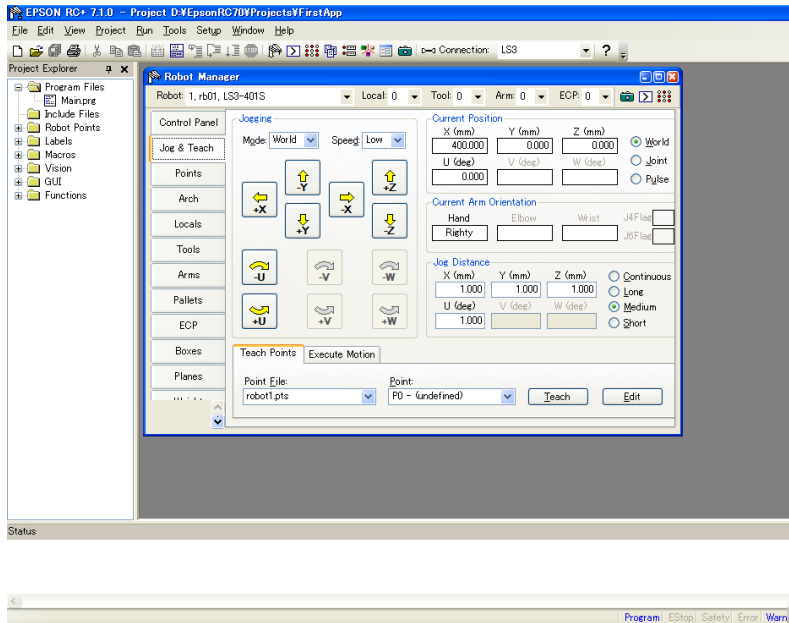 EPSON RC+ 7.1.0 - Project D:¥EpsonRC70¥Projects¥FirstApp
File Edit View Project Run Tools Setup Window Help
Connection: LS3 ?
Project Explorer
Program Files
Main.prg
Include Files
Robot Points
Labels
Macros
Vision
GUI
Functions
Robot Manager
Robot: 1, rb01, LS3-401S Local: 0 Tool: 0 Arm: 0 ECP: 0
Control Panel
Jog & Teach
Points
Arch
Locals
Tools
Arms
Pallets
ECP
Boxes
Planes
Jogging
Mode: World Speed: Low
-Y +Z
+X -X
+Y -Z
-U -V -W
+U +V +W
Current Position
X (mm) Y (mm) Z (mm)
400.000 0.000 0.000
U (deg) V (deg) W (deg)
0.000
World
Joint
Pulse
Current Arm Orientation
Hand Elbow Wrist J4Flag
Righty J6Flag
Jog Distance
X (mm) Y (mm) Z (mm)
1.000 1.000 1.000
U (deg) V (deg) W (deg)
1.000
Continuous
Long
Medium
Short
Teach Points Execute Motion
Point File: Point:
robot1.pts P0 - (undefined) Teach Edit
Status
Program EStop Safety Error Warn